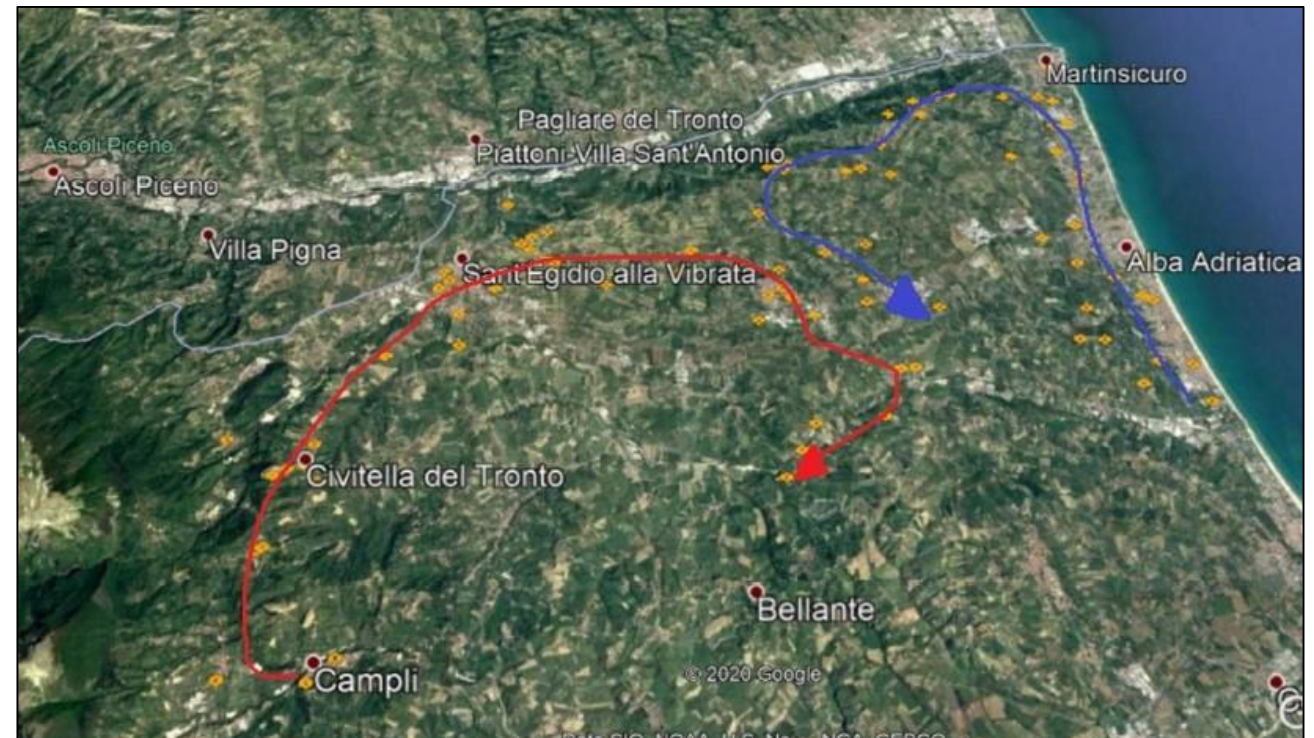 Martinsicuro
Pagliare del Tronto
Ascoli Piceno
Piattoni-Villa Sant'Antonio
Ascoli Piceno
Villa Pigna
Alba Adriatica
Sant'Egidio alla Vibrata
Civitella del Tronto
Bellante
© 2020 Google
Campli